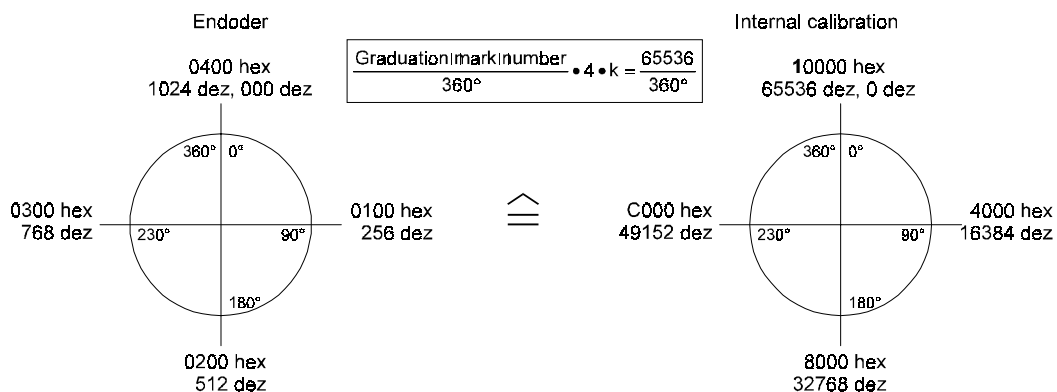 Endoder
Internal calibration
Graduation mark number
360°
• 4 • k =
65536
360°
0400 hex
1024 dez, 000 dez
360° 0°
0300 hex
768 dez
230°
90°
0100 hex
256 dez
180°
0200 hex
512 dez
≙
10000 hex
65536 dez, 0 dez
360° 0°
C000 hex
49152 dez
230°
90°
4000 hex
16384 dez
180°
8000 hex
32768 dez